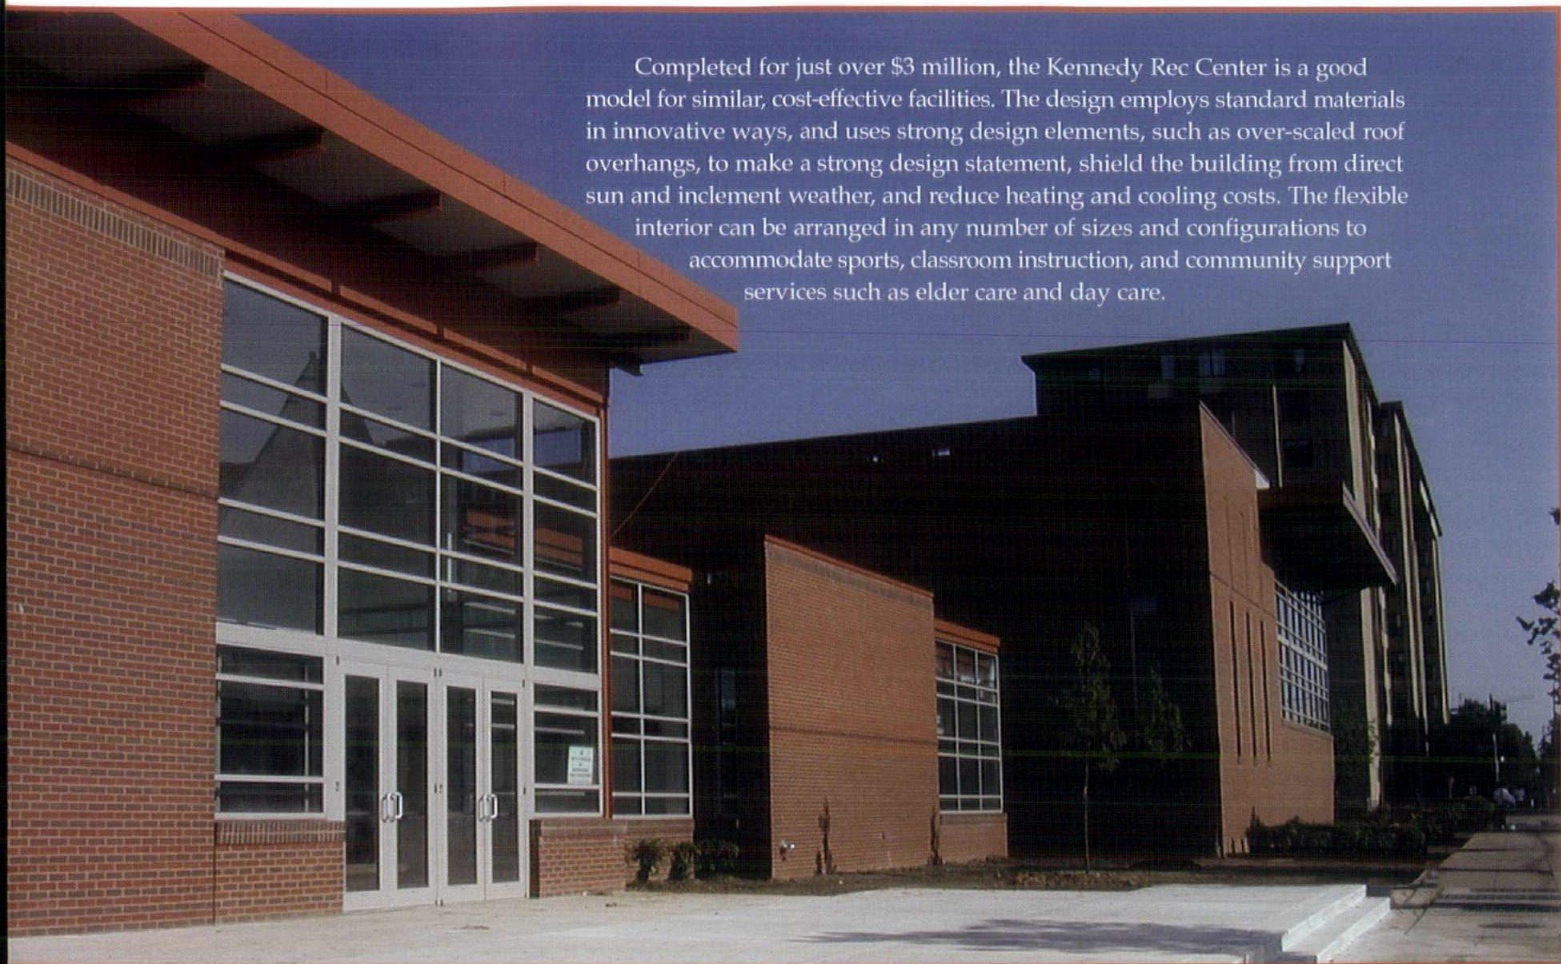 Completed for just over $3 million, the Kennedy Rec Center is a good
model for similar, cost-effective facilities. The design employs standard materials
in innovative ways, and uses strong design elements, such as over-scaled roof
overhangs, to make a strong design statement, shield the building from direct
sun and inclement weather, and reduce heating and cooling costs. The flexible
interior can be arranged in any number of sizes and configurations to
accommodate sports, classroom instruction, and community support
services such as elder care and day care.